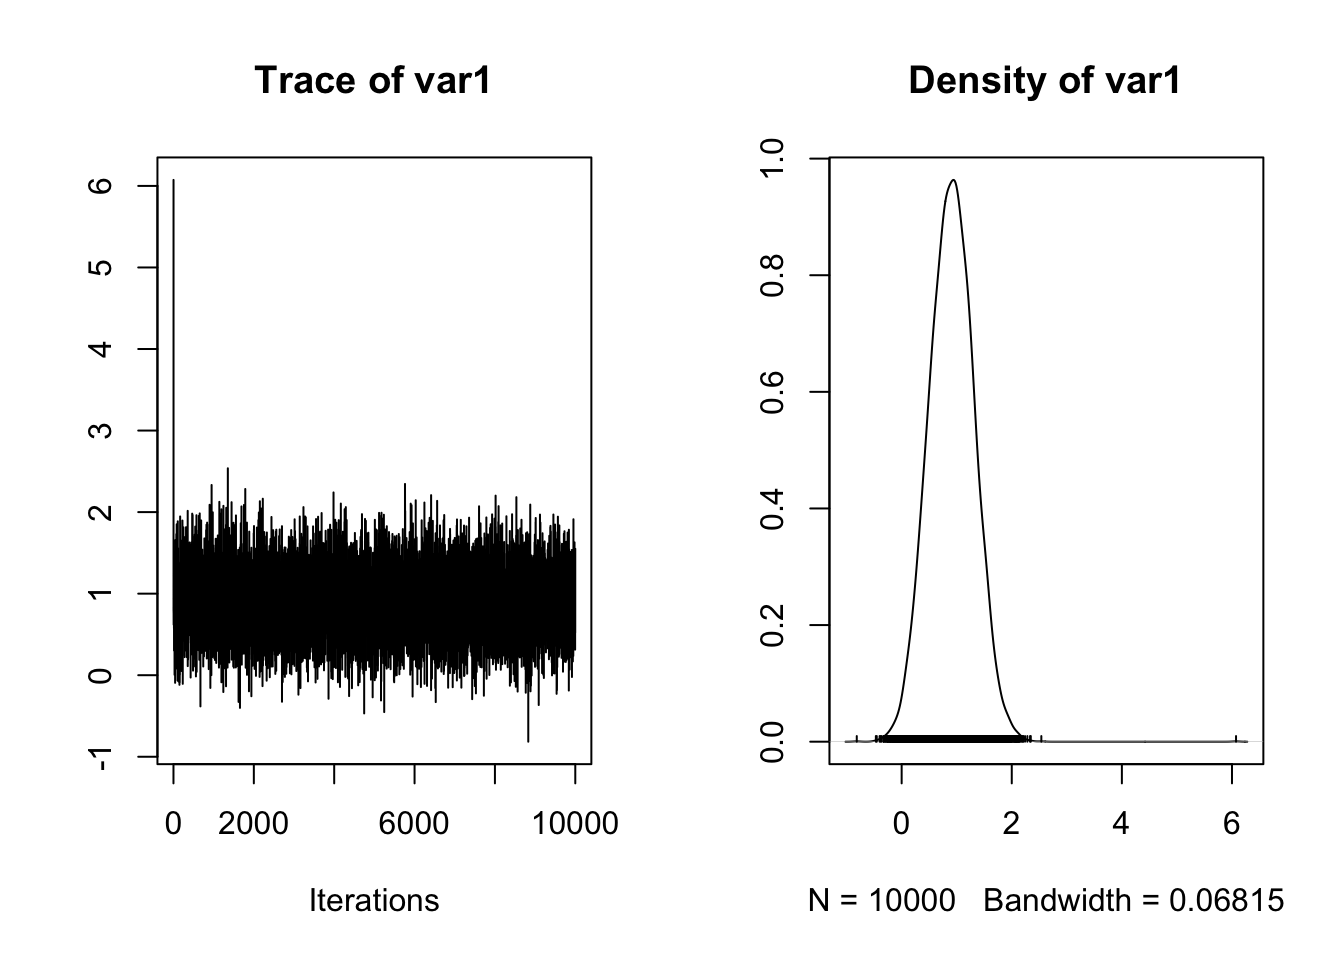 Trace of var1
6
5
4
3
2
1
0
-1
0 2000 6000 10000
Iterations
Density of var1
1.0
0.8
0.6
0.4
0.2
0.0
0 2 4 6
N = 10000 Bandwidth = 0.06815